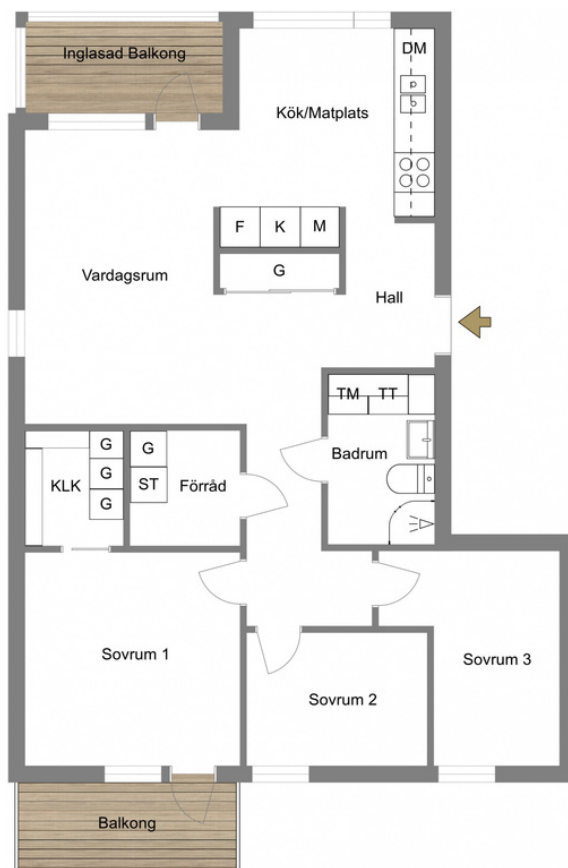 Inglasad Balkong
DM
Kök/Matplats
F K M
Vardagsrum
G
Hall
TM TT
Badrum
KLK
G
G
G
G
ST
Förråd
Sovrum 1
Sovrum 2
Sovrum 3
Balkong